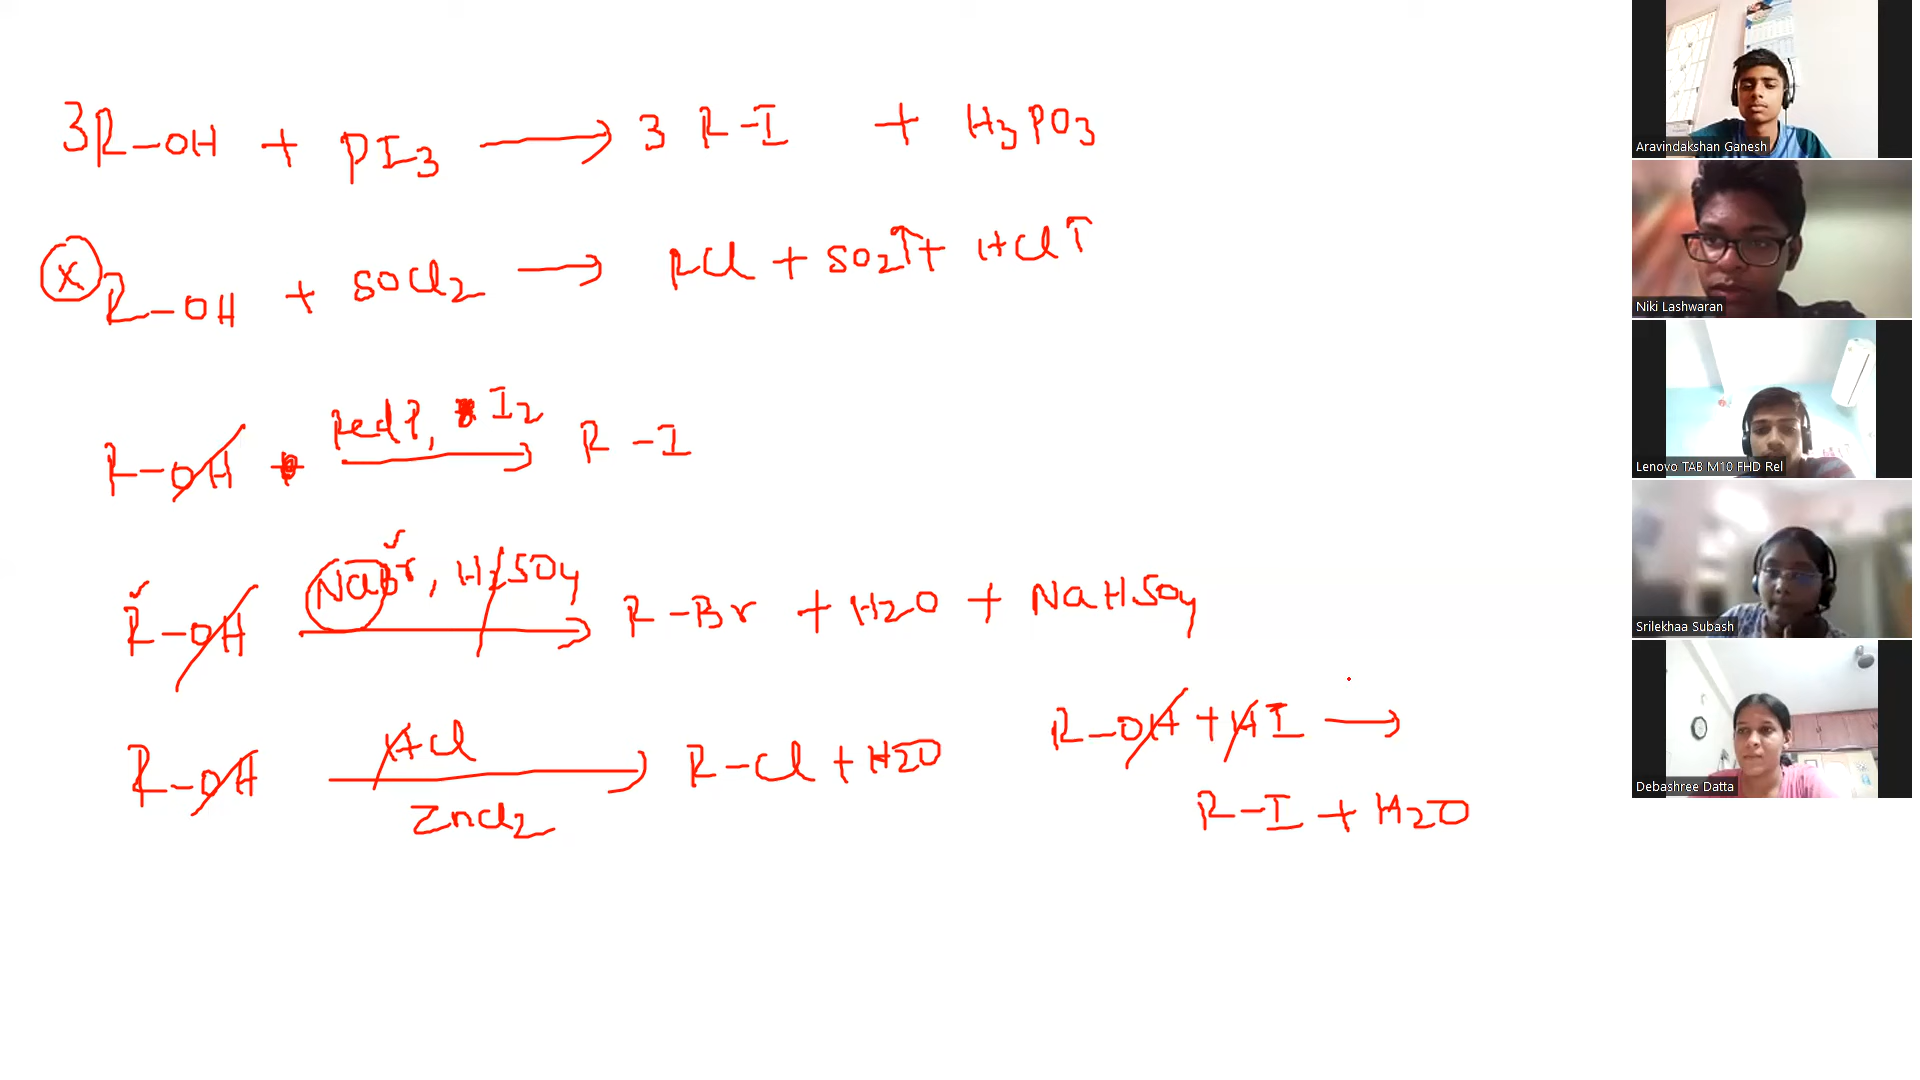 3R-OH + PI3 → 3 R-I + H3PO3
X R-OH + SOCl2 → RCl + SO2↑ + HCl↑
R-OH Red P, I2 → R-I
✓ ✓
R-OH NaBr, H2SO4 → R-Br + H2O + NaHSO4
R-OH HCl → R-Cl + H2O
ZnCl2
R-OH + HI →
R-I + H2O
Aravindakshan Ganesh
Niki Lashwaran
Lenovo TAB M10 FHD Rel
Srilekhaa Subash
Debashree Datta